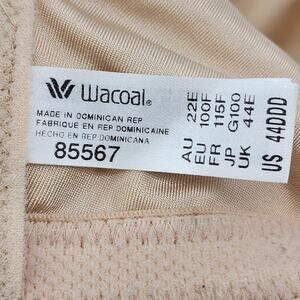 Wacoal®
MADE IN DOMINICAN REP
FABRIQUE EN REP DOMINICAINE
HECHO EN REP DOMINICANA
85567
AU 22E
EU 100F
FR 115F
JP G100
UK 44E
US 44DDD